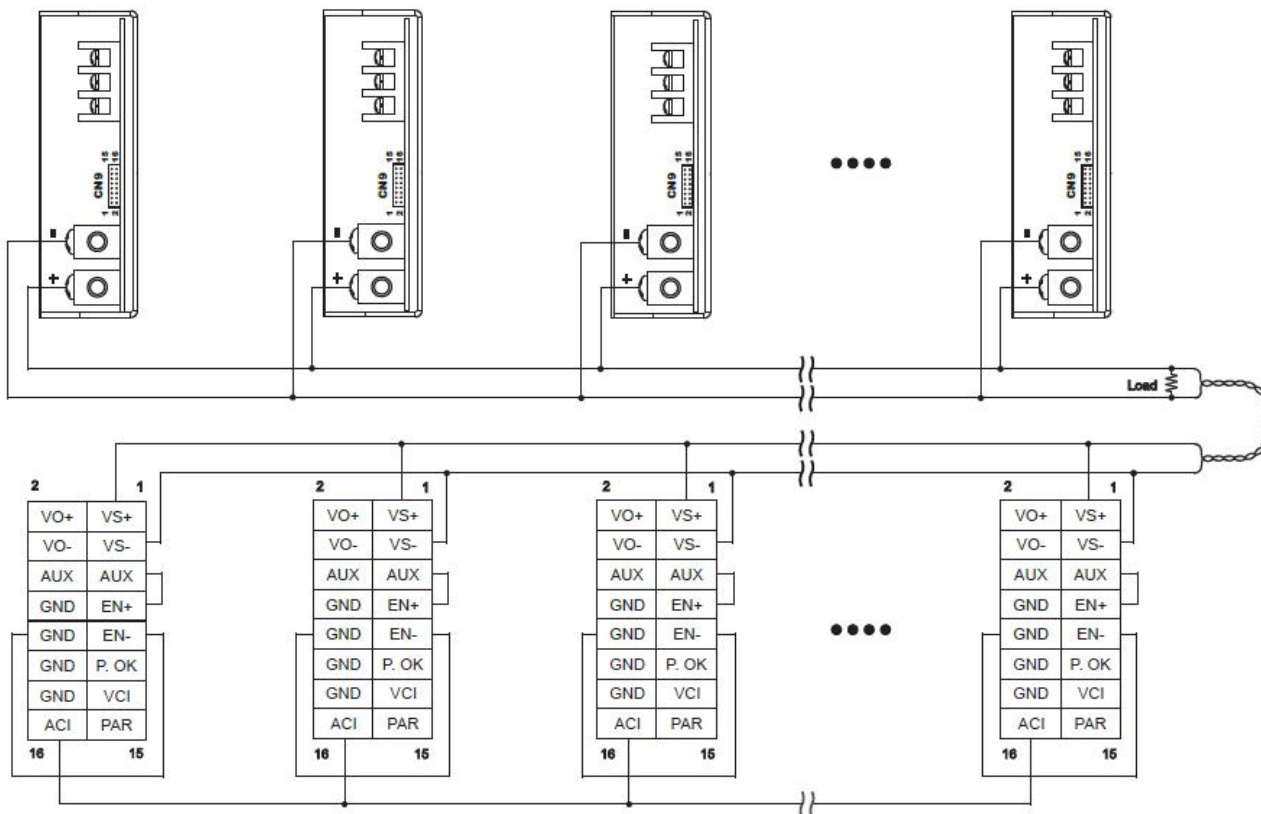 15 16
CN9
1 2
-
+
15 16
CN9
1 2
-
+
15 16
CN9
1 2
-
+
15 16
CN9
1 2
-
+
Load
2 1
VO+ VS+
VO- VS-
AUX AUX
GND EN+
GND EN-
GND P. OK
GND VCI
ACI PAR
16 15
2 1
VO+ VS+
VO- VS-
AUX AUX
GND EN+
GND EN-
GND P. OK
GND VCI
ACI PAR
16 15
2 1
VO+ VS+
VO- VS-
AUX AUX
GND EN+
GND EN-
GND P. OK
GND VCI
ACI PAR
16 15
2 1
VO+ VS+
VO- VS-
AUX AUX
GND EN+
GND EN-
GND P. OK
GND VCI
ACI PAR
16 15